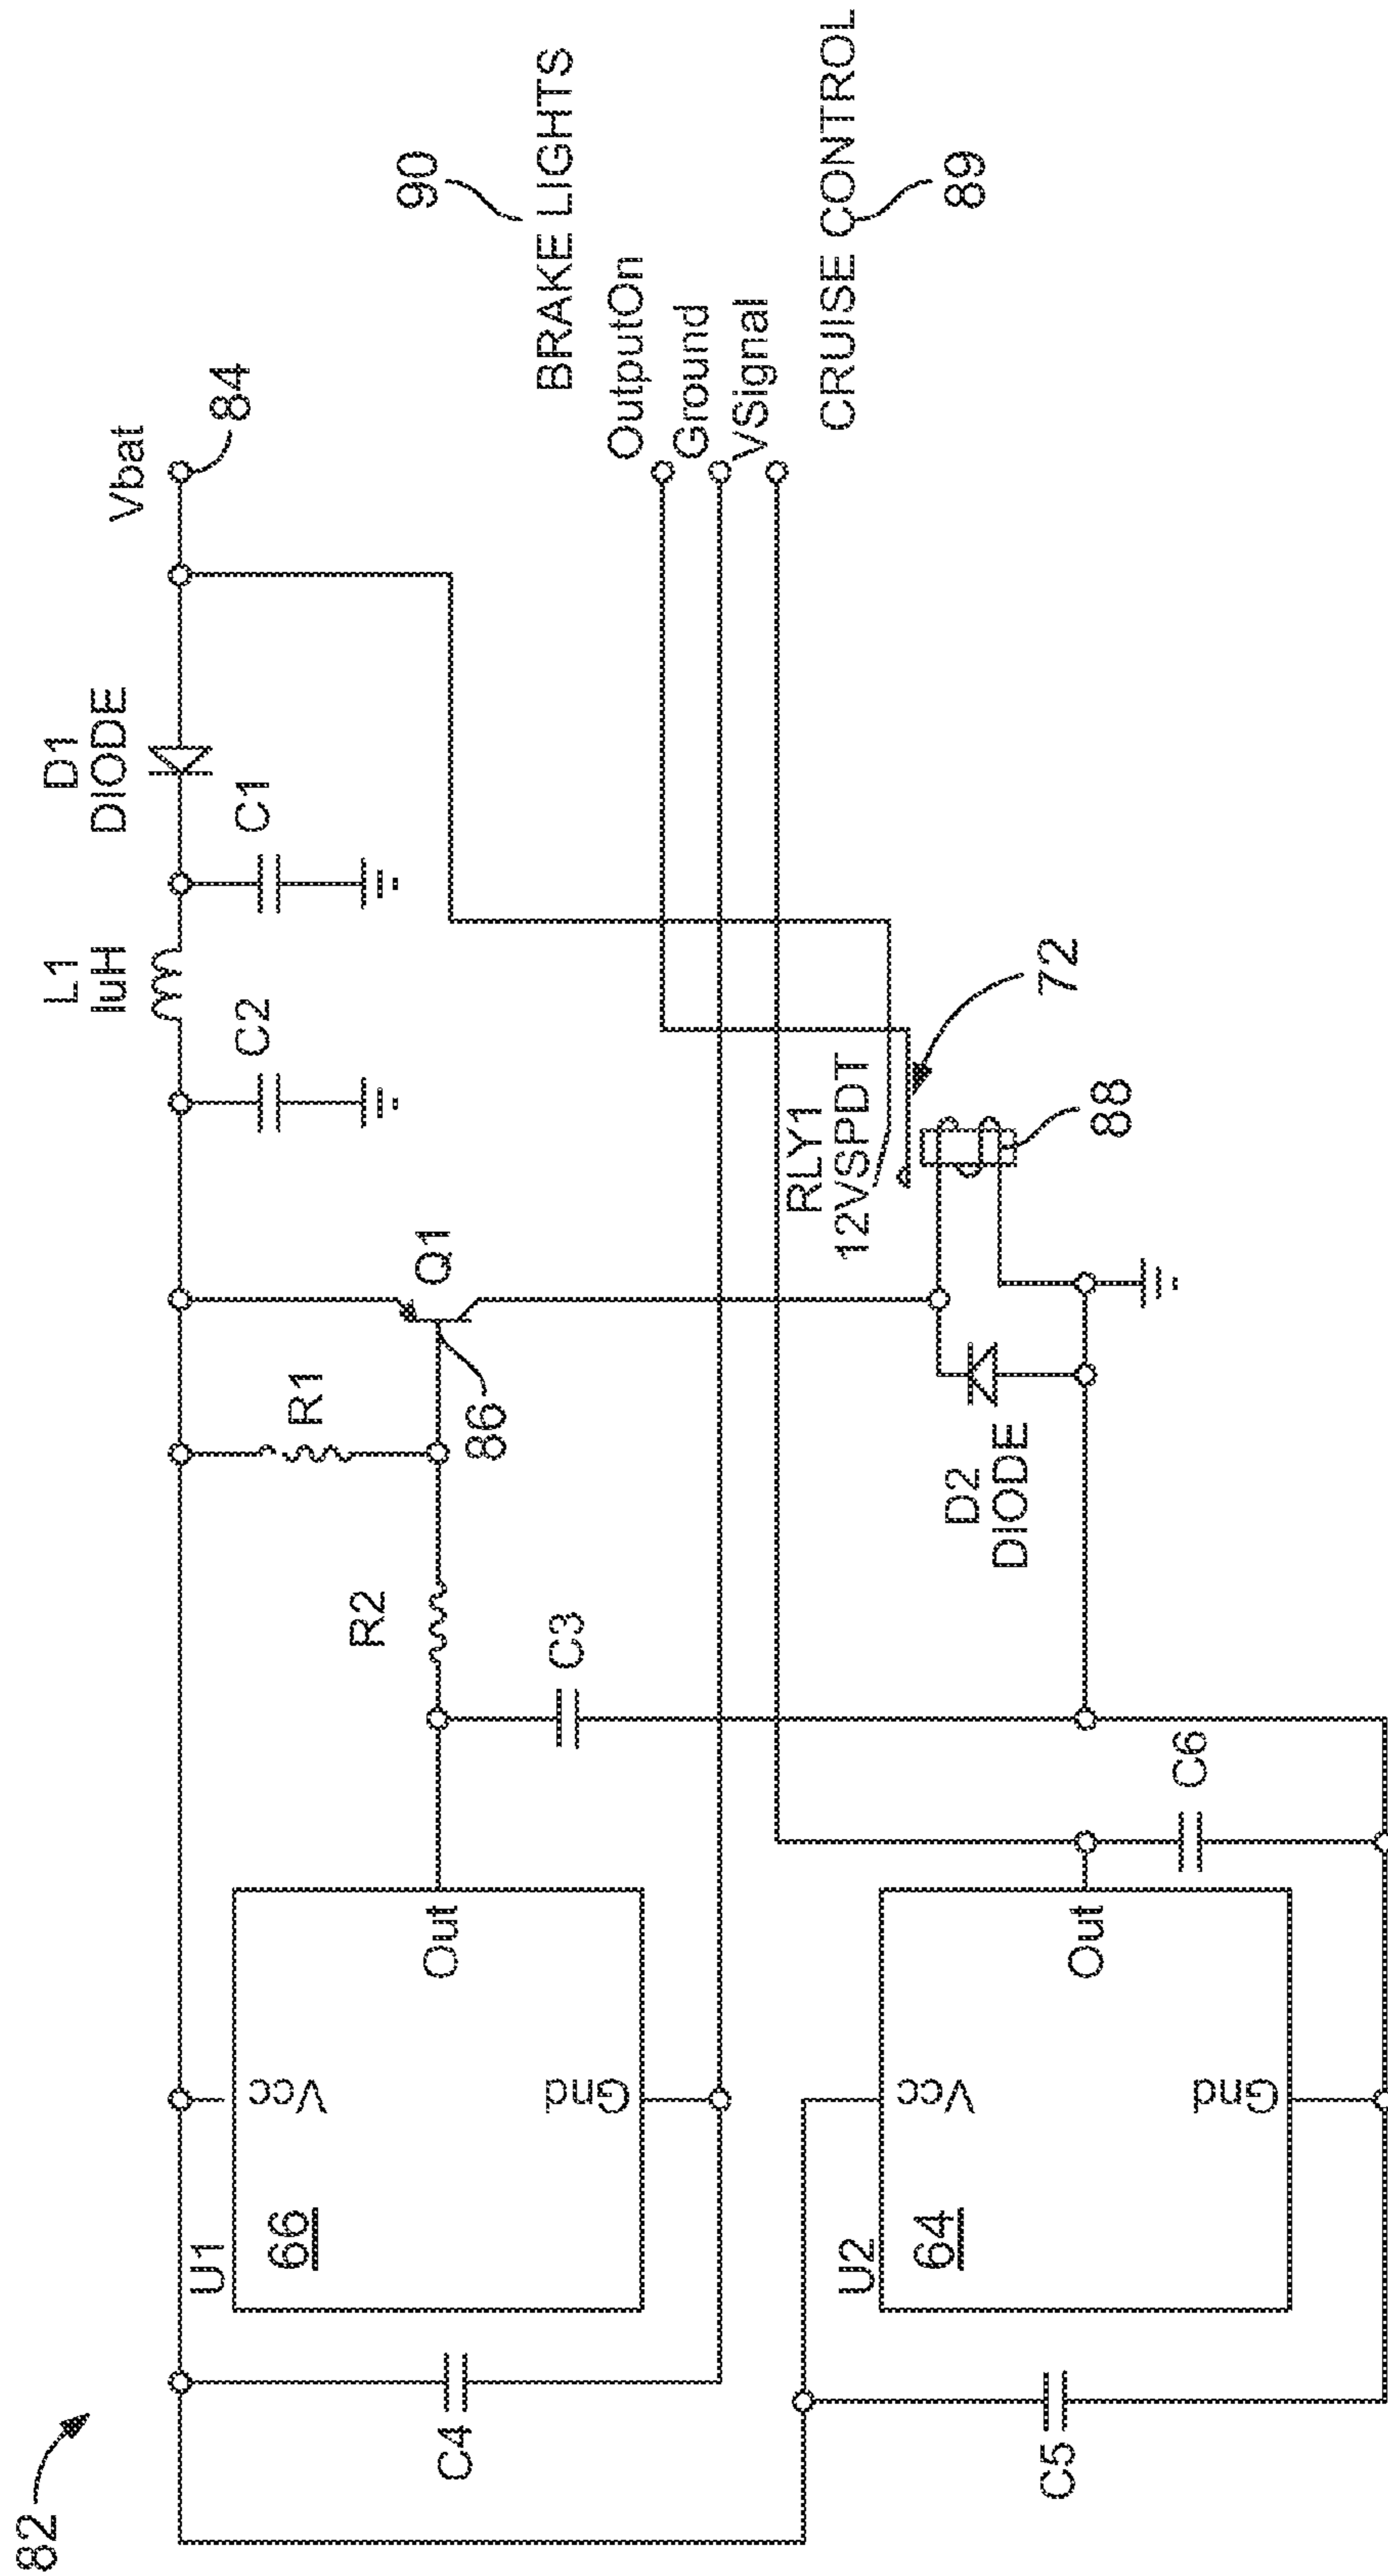 82
U1
66
Vcc
Gnd
Out
C4
U2
64
Vcc
Gnd
Out
C5
C6
C3
R2
R1
86
Q1
D2
DIODE
L1
IuH
C2
C1
D1
DIODE
Vbat
84
RLY1
12VSPDT
72
88
90
BRAKE LIGHTS
OutputOn
Ground
VSignal
CRUISE CONTROL
89